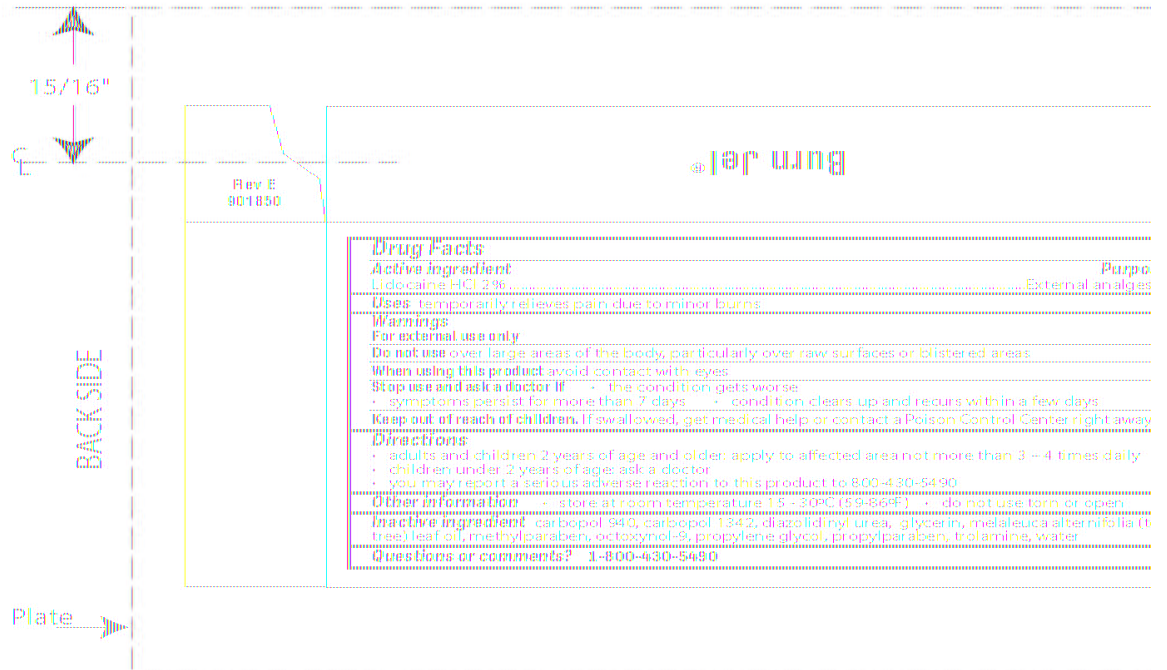 15/16"
℄
burn jel®
Rev E
901850
Drug Facts
Active ingredient Purpo
Lidocaine HCl 2% External analges
Uses temporarily relieves pain due to minor burns
Warnings
For external use only
Do not use over large areas of the body, particularly over raw surfaces or blistered areas
When using this product avoid contact with eyes
Stop use and ask a doctor if • the condition gets worse
• symptoms persist for more than 7 days • condition clears up and recurs within a few days
Keep out of reach of children. If swallowed, get medical help or contact a Poison Control Center right away
Directions
• adults and children 2 years of age and older: apply to affected area not more than 3 – 4 times daily
• children under 2 years of age: ask a doctor
• you may report a serious adverse reaction to this product to 800-430-5490
Other information • store at room temperature 15 - 30ºC (59-86ºF) • do not use torn or open
Inactive ingredient carbopol 940, carbopol 1342, diazolidinyl urea, glycerin, melaleuca alternifolia (t
tree) leaf oil, methylparaben, octoxynol-9, propylene glycol, propylparaben, trolamine, water
Questions or comments? 1-800-430-5490
BACK SIDE
Plate